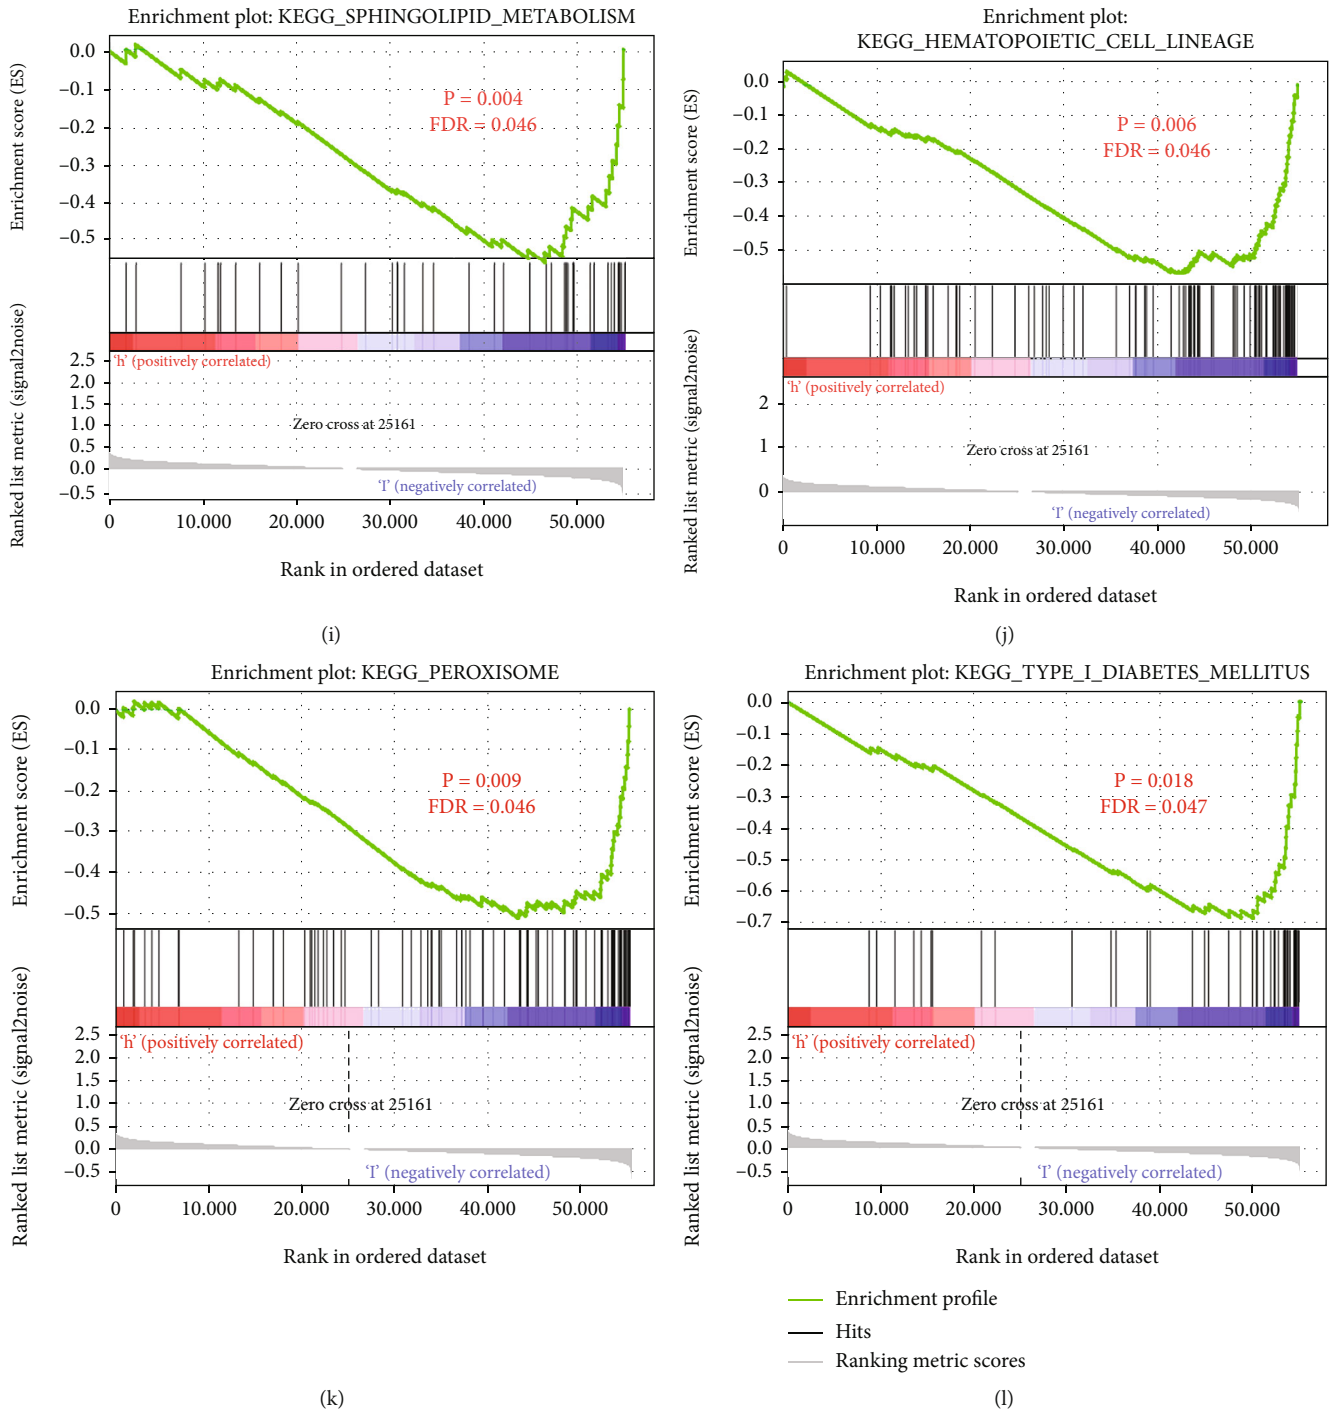 Enrichment plot: KEGG_SPHINGOLIPID_METABOLISM
Enrichment score (ES)
0.0
–0.1
–0.2
–0.3
–0.4
–0.5
P = 0.004
FDR = 0.046
Ranked list metric (signal2noise)
'h' (positively correlated)
2.5
2.0
1.5
1.0
0.5
0.0
–0.5
Zero cross at 25161
'I' (negatively correlated)
0 10.000 20.000 30.000 40.000 50.000
Rank in ordered dataset
(i)
Enrichment plot:
KEGG_HEMATOPOIETIC_CELL_LINEAGE
Enrichment score (ES)
0.0
–0.1
–0.2
–0.3
–0.4
–0.5
P = 0.006
FDR = 0.046
Ranked list metric (signal2noise)
'h' (positively correlated)
2
1
0
Zero cross at 25161
'I' (negatively correlated)
0 10.000 20.000 30.000 40.000 50.000
Rank in ordered dataset
(j)
Enrichment plot: KEGG_PEROXISOME
Enrichment score (ES)
0.0
–0.1
–0.2
–0.3
–0.4
–0.5
P = 0.009
FDR = 0.046
Ranked list metric (signal2noise)
2.5
'h' (positively correlated)
2.0
1.5
1.0
0.5
0.0
–0.5
Zero cross at 25161
'I' (negatively correlated)
0 10.000 20.000 30.000 40.000 50.000
Rank in ordered dataset
(k)
Enrichment plot: KEGG_TYPE_I_DIABETES_MELLITUS
Enrichment score (ES)
0.0
–0.1
–0.2
–0.3
–0.4
–0.5
–0.6
–0.7
P = 0.018
FDR = 0.047
Ranked list metric (signal2noise)
2.5
'h' (positively correlated)
2.0
1.5
1.0
0.5
0.0
–0.5
Zero cross at 25161
'I' (negatively correlated)
0 10.000 20.000 30.000 40.000 50.000
Rank in ordered dataset
Enrichment profile
Hits
Ranking metric scores
(l)